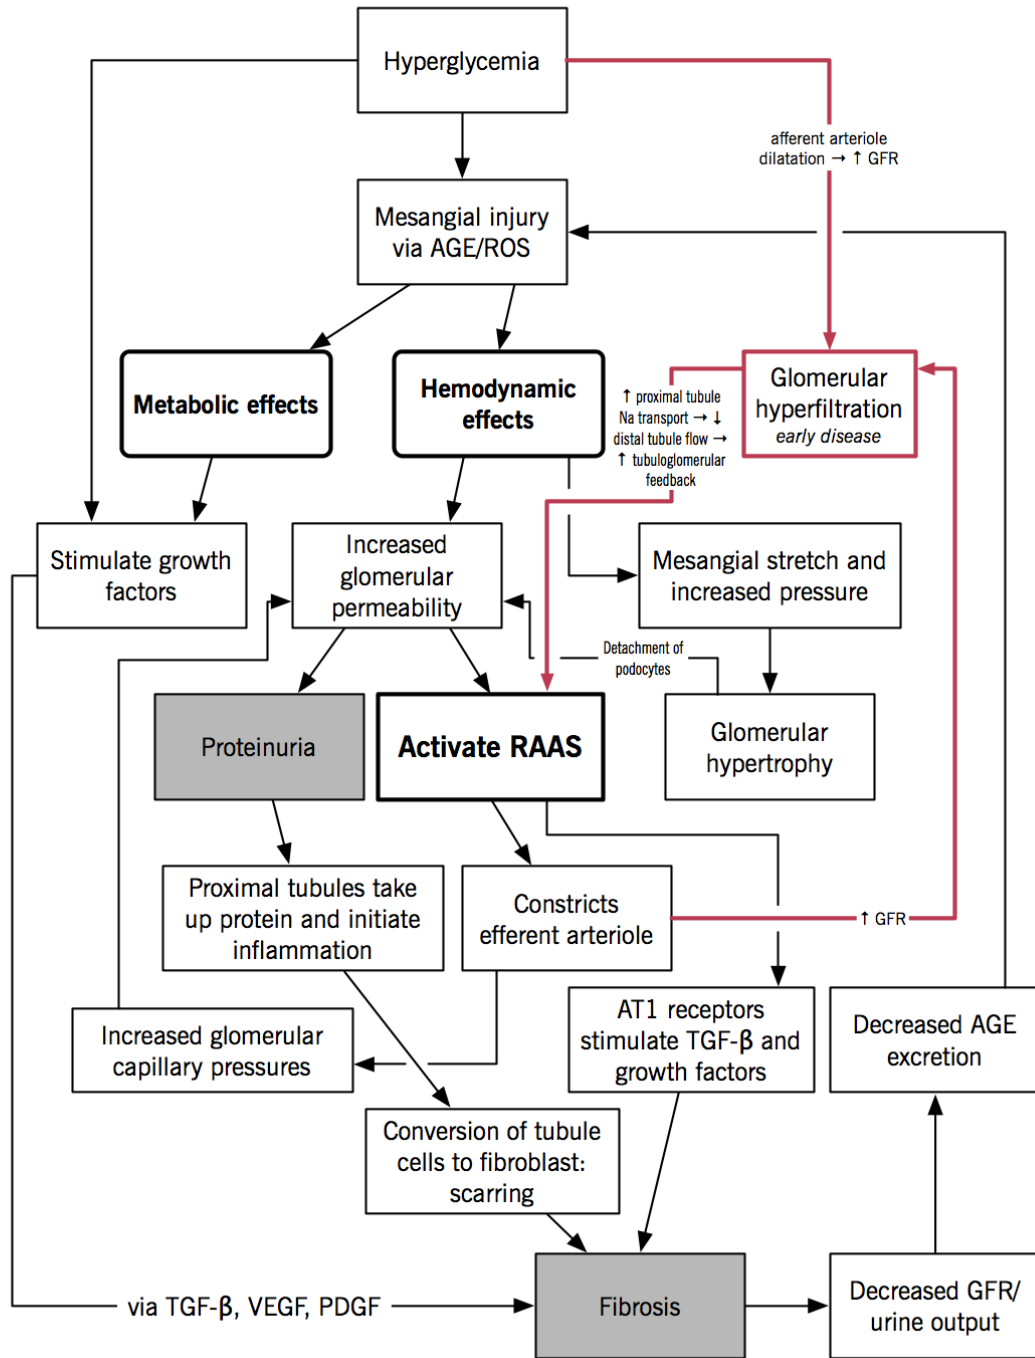 Hyperglycemia
afferent arteriole
dilatation → ↑ GFR
Mesangial injury
via AGE/ROS
Metabolic effects
Hemodynamic
effects
↑ proximal tubule
Na transport → ↓
distal tubule flow →
↑ tubuloglomerular
feedback
Glomerular
hyperfiltration
early disease
Stimulate growth
factors
Increased
glomerular
permeability
Mesangial stretch and
increased pressure
Detachment of
podocytes
Proteinuria
Activate RAAS
Glomerular
hypertrophy
Proximal tubules take
up protein and initiate
inflammation
Constricts
efferent arteriole
↑ GFR
Increased glomerular
capillary pressures
AT1 receptors
stimulate TGF-β and
growth factors
Decreased AGE
excretion
Conversion of tubule
cells to fibroblast:
scarring
via TGF-β, VEGF, PDGF
Fibrosis
Decreased GFR/
urine output